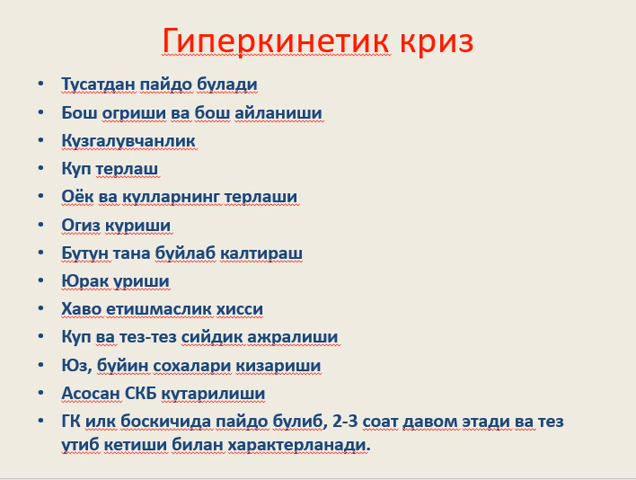 Гиперкинетик криз
• Тусатдан пайдо булади
• Бош огриши ва бош айланиши
• Кузгалувчанлик
• Куп терлаш
• Оёк ва кулларнинг терлаши
• Огиз куриши
• Бутун тана буйлаб калтираш
• Юрак уриши
• Хаво етишмаслик хисси
• Куп ва тез-тез сийдик ажралиши
• Юз, буйин сохалари кизариши
• Асосан СКБ кутарилиши
• ГК илк боскичида пайдо булиб, 2-3 соат давом этади ва тез
утиб кетиши билан характерланади.